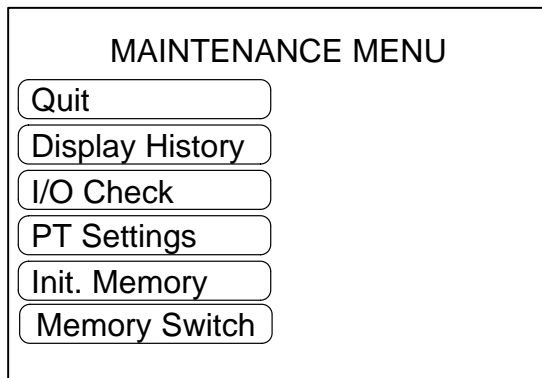 MAINTENANCE MENU
Quit
Display History
I/O Check
PT Settings
Init. Memory
Memory Switch